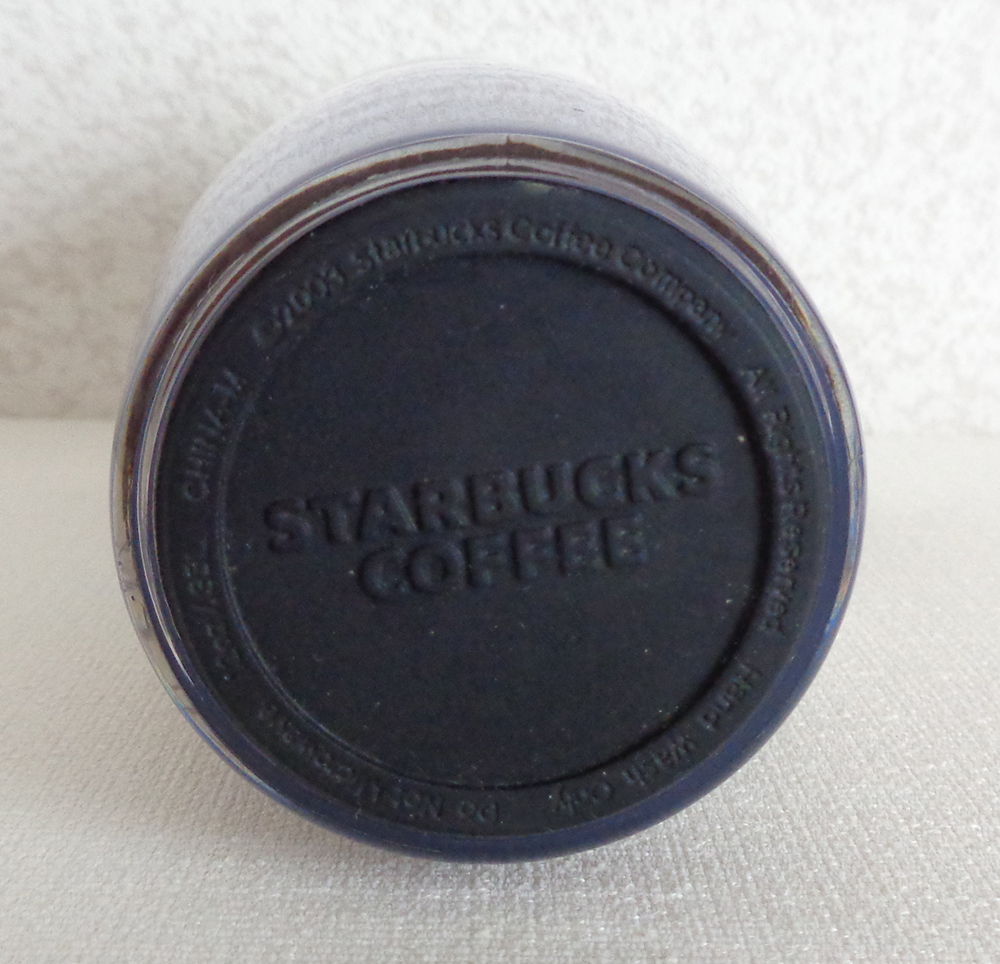 STARBUCKS
COFFEE
©2003 Starbucks Coffee Company
All Rights Reserved
Hand Wash Only
Do Not Microwave
CHINA-M